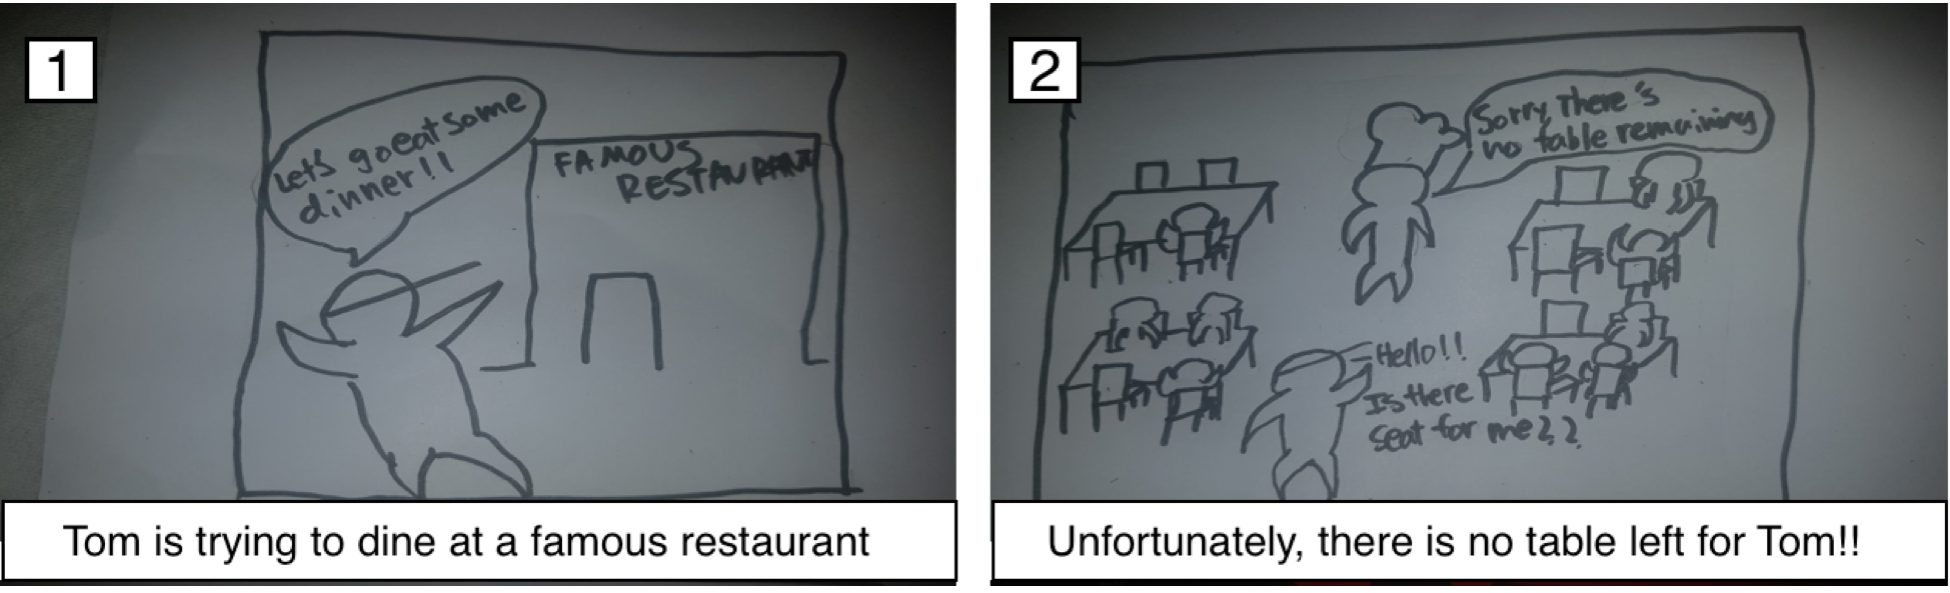 1
Let's go eat some
dinner!!
FAMOUS
RESTAURANT
Tom is trying to dine at a famous restaurant
2
Sorry, There's
no table remaining
Hello!!
Is there
seat for me??
Unfortunately, there is no table left for Tom!!